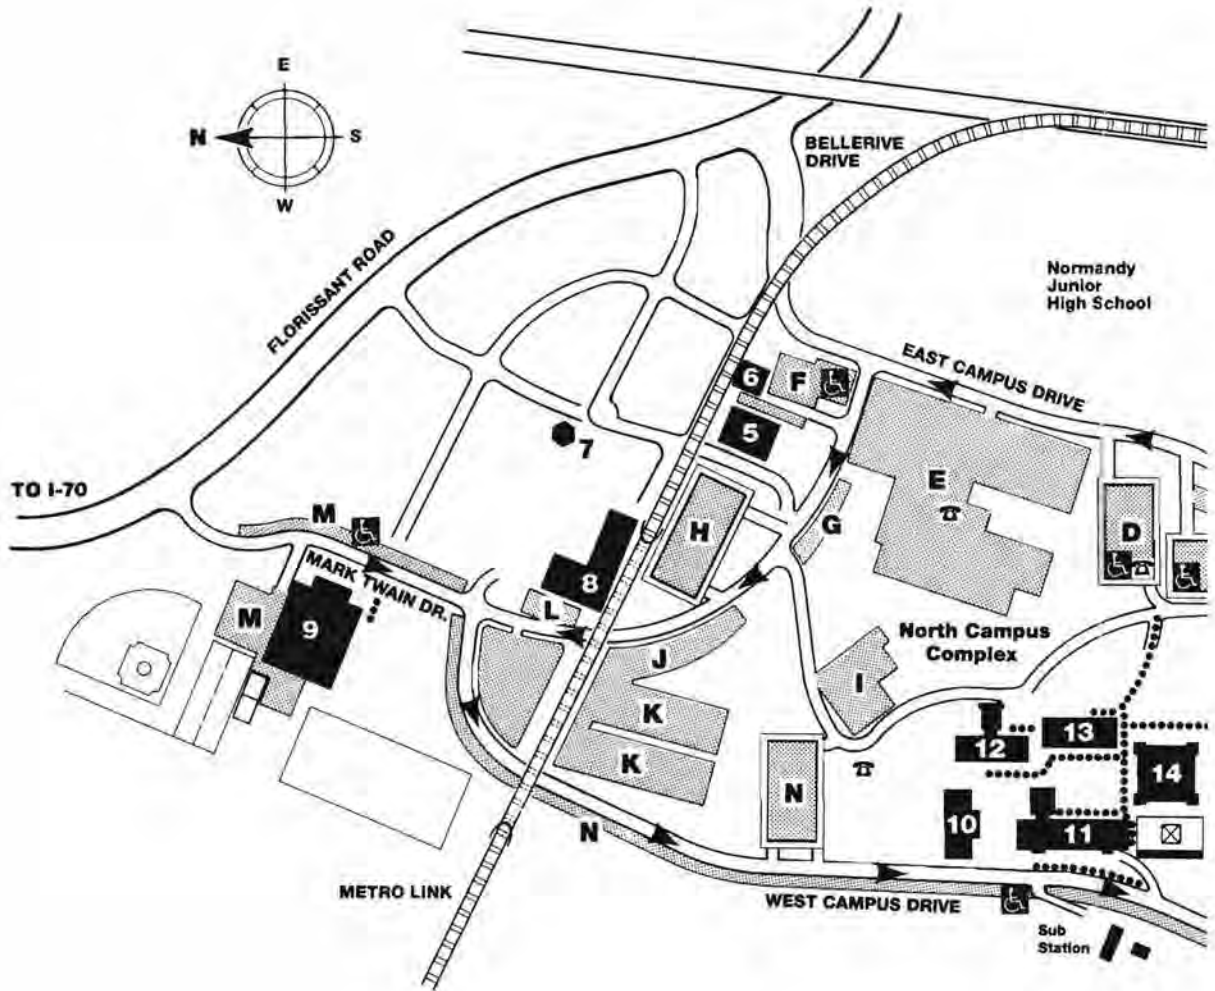 E
N
S
W
BELLERIVE
DRIVE
FLORISSANT ROAD
Normandy
Junior
High School
EAST CAMPUS DRIVE
6
F
5
7
TO I-70
E
M
H
G
D
MARK TWAIN DR.
8
L
M
9
North Campus
Complex
J
I
K
K
12
13
14
N
N
10
11
METRO LINK
WEST CAMPUS DRIVE
Sub
Station